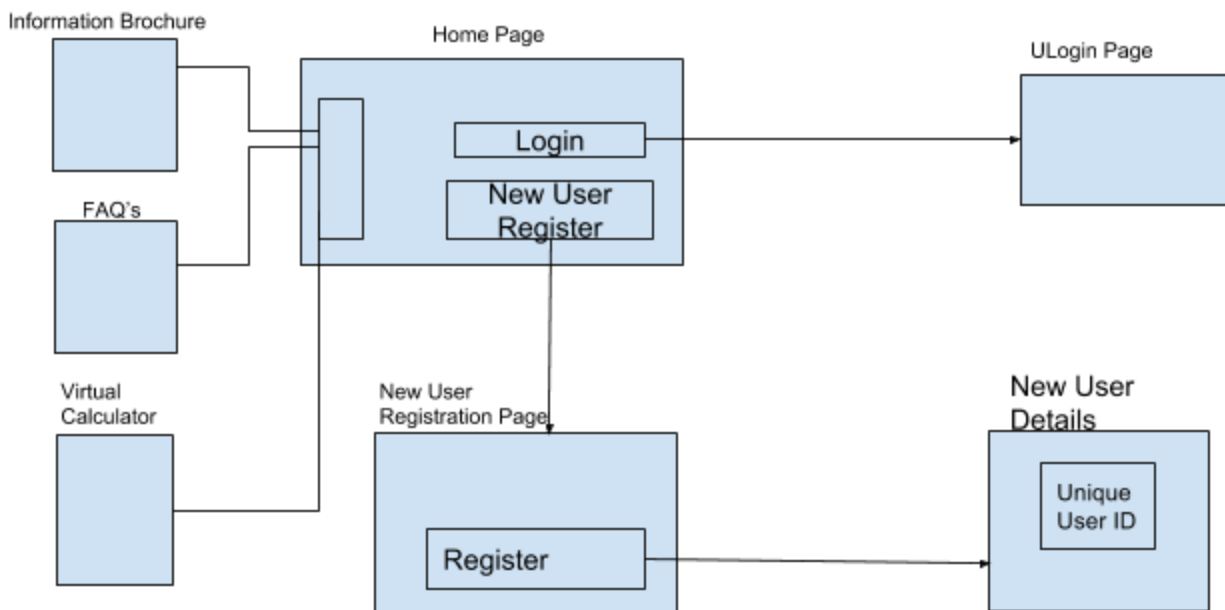 Information Brochure
Home Page
ULogin Page
Login
New User
Register
FAQ's
Virtual
Calculator
New User
Registration Page
New User
Details
Unique
User ID
Register